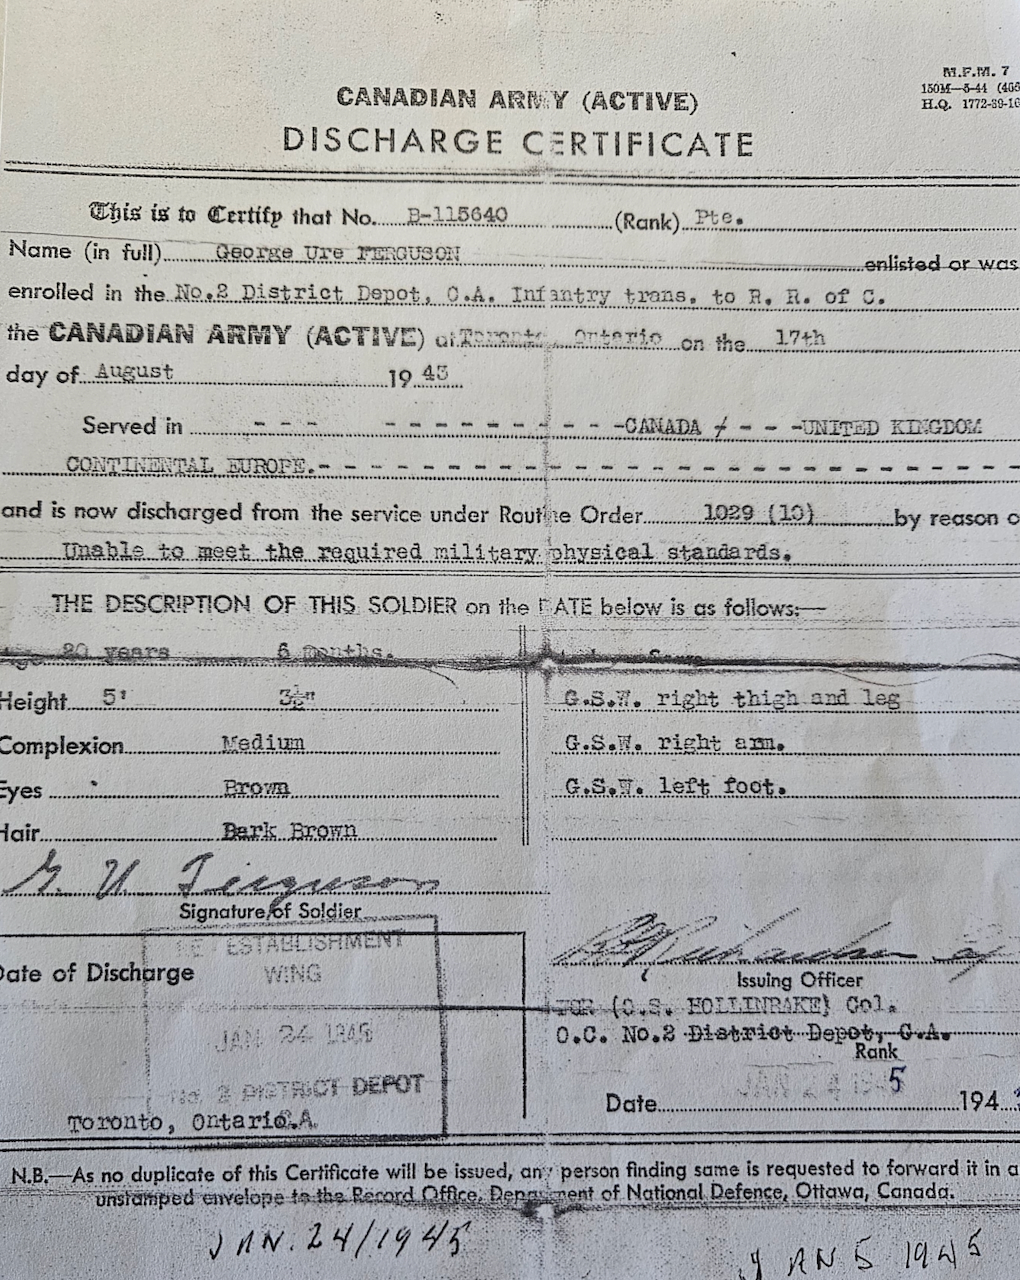 M.F.M. 7
150M—5-44 (466
H.Q. 1772-39-16
CANADIAN ARMY (ACTIVE)
DISCHARGE CERTIFICATE
This is to Certify that No. B-115640 (Rank) Pte.
Name (in full) George Ure FERGUSON enlisted or was
enrolled in the No.2 District Depot, C.A. Infantry trans. to R. R. of C.
the CANADIAN ARMY (ACTIVE) at Toronto, Ontario on the 17th
day of August 1943
Served in - - - - - - - - - - -CANADA / - - -UNITED KINGDOM
CONTINENTAL EUROPE.- - - - - - - - - - - - - - - - - - - - - - - - - -
and is now discharged from the service under Routine Order 1029 (10) by reason o
Unable to meet the required military physical standards.
THE DESCRIPTION OF THIS SOLDIER on the DATE below is as follows:—
20 years 6 months.
Height 5' 3½"
G.S.W. right thigh and leg
Complexion Medium
G.S.W. right arm.
Eyes Brown
G.S.W. left foot.
Hair Dark Brown
G. U. Ferguson
Signature of Soldier
Richardson
Issuing Officer
FOR (O.S. HOLLINRAKE) Col.
O.C. No.2 District Depot, C.A.
Rank
Date of Discharge
RE ESTABLISHMENT
WING
JAN 24 1945
No. 2 DISTRICT DEPOT
Toronto, Ontario C.A.
JAN 24 1945
Date 194
N.B.—As no duplicate of this Certificate will be issued, any person finding same is requested to forward it in a
unstamped envelope to the Record Office, Department of National Defence, Ottawa, Canada.
JAN. 24/1945
JAN 5 1945